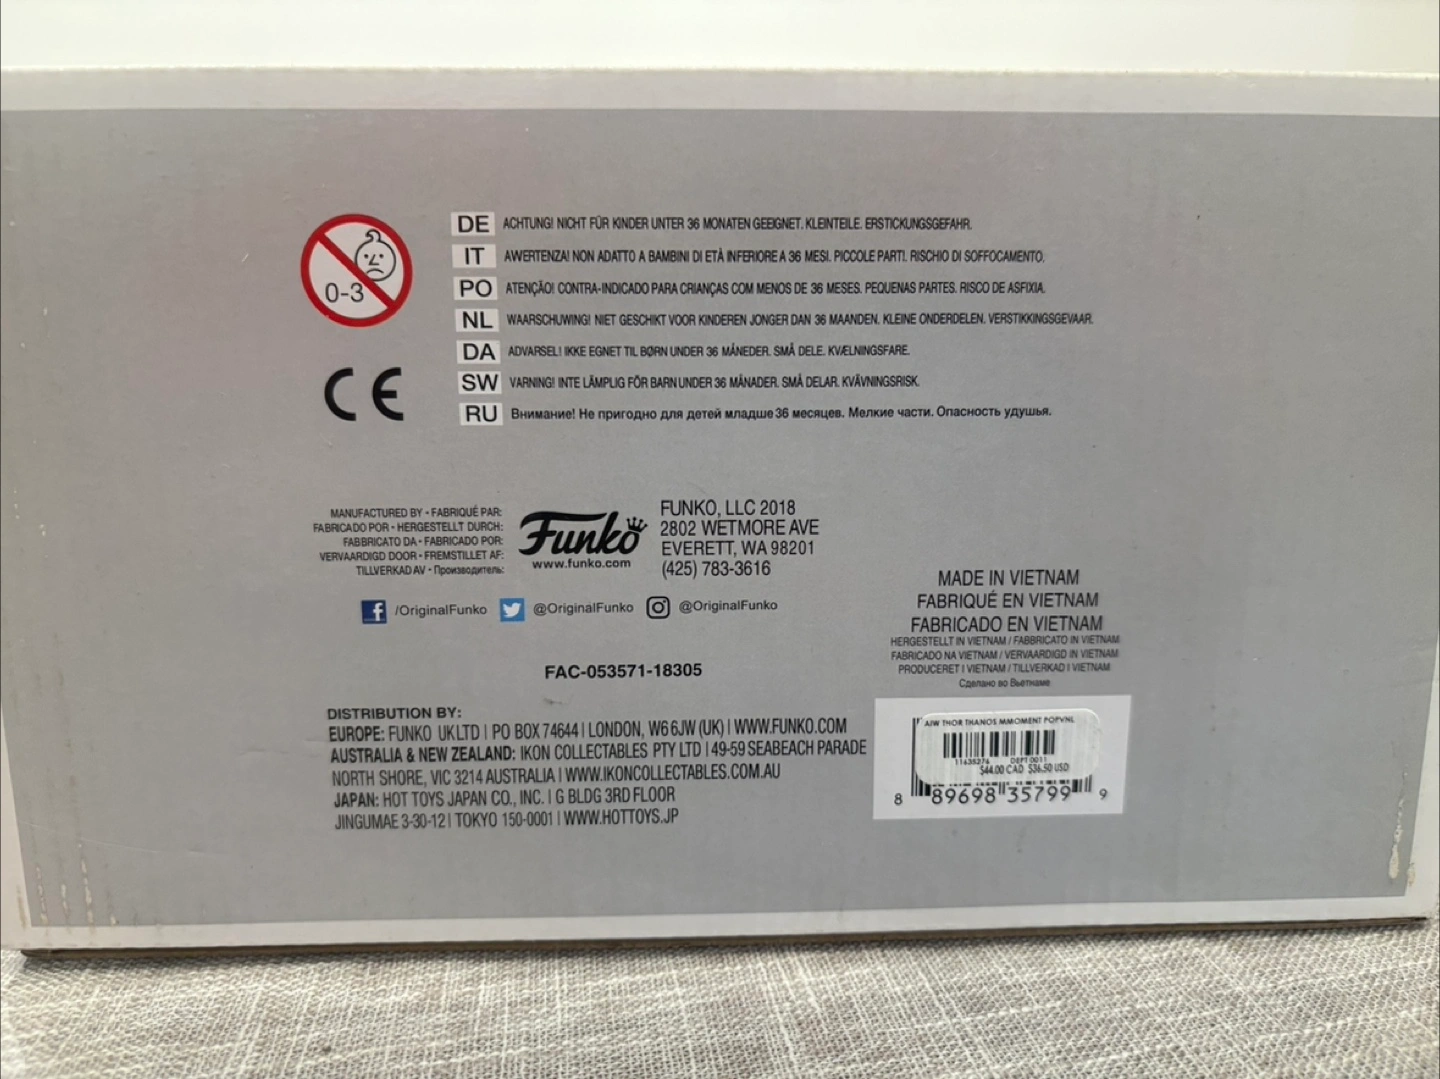 0-3
DE ACHTUNG! NICHT FÜR KINDER UNTER 36 MONATEN GEEIGNET. KLEINTEILE. ERSTICKUNGSGEFAHR.
IT AWERTENZA! NON ADATTO A BAMBINI DI ETÀ INFERIORE A 36 MESI. PICCOLE PARTI. RISCHIO DI SOFFOCAMENTO.
PO ATENÇÃO! CONTRA-INDICADO PARA CRIANÇAS COM MENOS DE 36 MESES. PEQUENAS PARTES. RISCO DE ASFIXIA.
NL WAARSCHUWING! NIET GESCHIKT VOOR KINDEREN JONGER DAN 36 MAANDEN. KLEINE ONDERDELEN. VERSTIKKINGSGEVAAR.
DA ADVARSEL! IKKE EGNET TIL BØRN UNDER 36 MÅNEDER. SMÅ DELE. KVÆLNINGSFARE.
SW VARNING! INTE LÄMPLIG FÖR BARN UNDER 36 MÅNADER. SMÅ DELAR. KVÄVNINGSRISK.
RU Внимание! Не пригодно для детей младше 36 месяцев. Мелкие части. Опасность удушья.
CE
MANUFACTURED BY • FABRIQUÉ PAR:
FABRICADO POR • HERGESTELLT DURCH:
FABBRICATO DA • FABRICADO POR:
VERVAARDIGD DOOR • FREMSTILLET AF:
TILLVERKAD AV • Производитель:
Funko
www.funko.com
FUNKO, LLC 2018
2802 WETMORE AVE
EVERETT, WA 98201
(425) 783-3616
f /OriginalFunko @OriginalFunko @OriginalFunko
FAC-053571-18305
DISTRIBUTION BY:
EUROPE: FUNKO UK LTD | PO BOX 74644 | LONDON, W6 6JW (UK) | WWW.FUNKO.COM
AUSTRALIA & NEW ZEALAND: IKON COLLECTABLES PTY LTD | 49-59 SEABEACH PARADE
NORTH SHORE, VIC 3214 AUSTRALIA | WWW.IKONCOLLECTABLES.COM.AU
JAPAN: HOT TOYS JAPAN CO., INC. | G BLDG 3RD FLOOR
JINGUMAE 3-30-12 | TOKYO 150-0001 | WWW.HOTTOYS.JP
MADE IN VIETNAM
FABRIQUÉ EN VIETNAM
FABRICADO EN VIETNAM
HERGESTELLT IN VIETNAM / FABBRICATO IN VIETNAM
FABRICADO NA VIETNAM / VERVAARDIGD IN VIETNAM
PRODUCERET I VIETNAM / TILLVERKAD I VIETNAM
Сделано во Вьетнаме
AIW THOR THANOS MMOMENT POPVNL
11635276 DEPT 0011
$44.00 CAD $36.50 USD
8 89698 35799 9